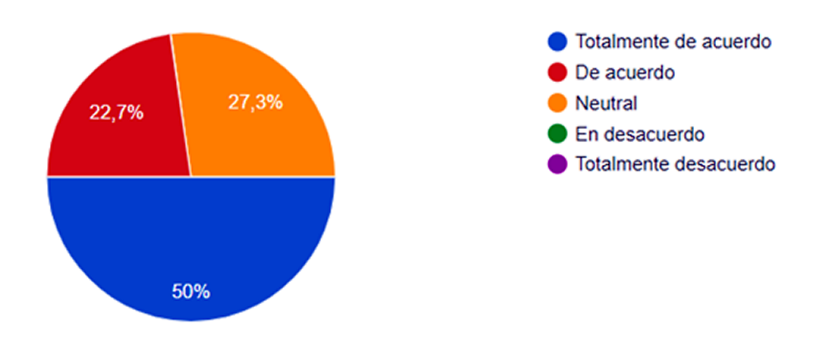 22,7%
27,3%
50%
Totalmente de acuerdo
De acuerdo
Neutral
En desacuerdo
Totalmente desacuerdo